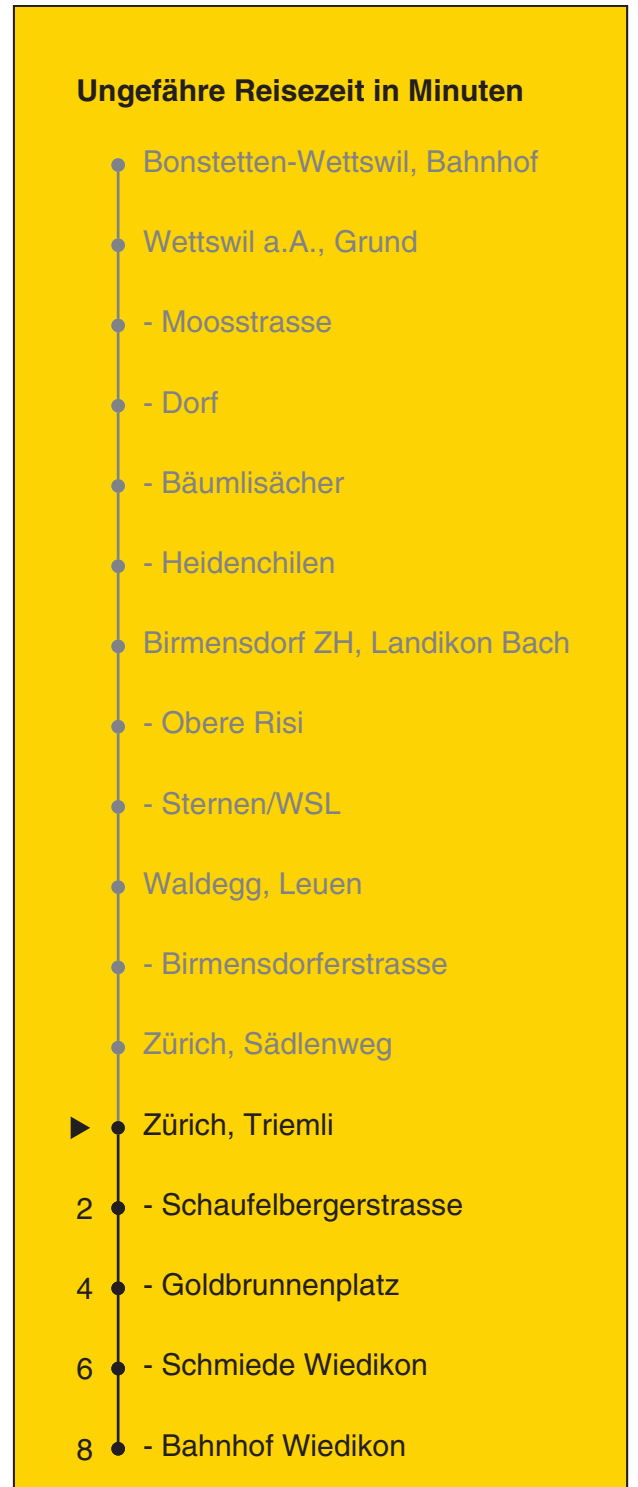 Ungefähre Reisezeit in Minuten
Bonstetten-Wettswil, Bahnhof
Wettswil a.A., Grund
- Moosstrasse
- Dorf
- Bäumlisächer
- Heidenchilen
Birmensdorf ZH, Landikon Bach
- Obere Risi
- Sternen/WSL
Waldegg, Leuen
- Birmensdorferstrasse
Zürich, Sädlenweg
Zürich, Triemli
2 - Schaufelbergerstrasse
4 - Goldbrunnenplatz
6 - Schmiede Wiedikon
8 - Bahnhof Wiedikon